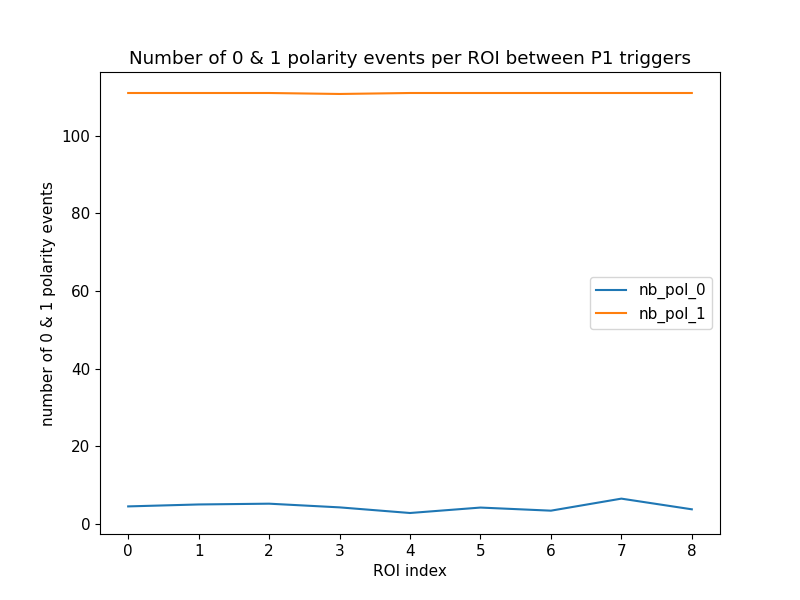 Number of 0 & 1 polarity events per ROI between P1 triggers
number of 0 & 1 polarity events
100
80
60
40
20
0
nb_pol_0
nb_pol_1
0 1 2 3 4 5 6 7 8
ROI index